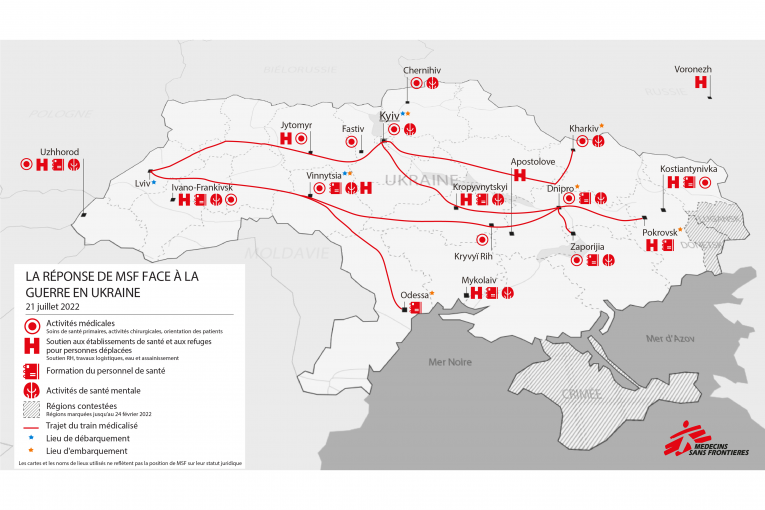 BIÉLORUSSIE
RUSSIE
POLOGNE
Chernihiv
Voronezh
Kyiv
Jytomyr
Fastiv
Kharkiv
Uzhhorod
Apostolove
Kostiantynivka
Lviv
Ivano-Frankivsk
Vinnytsia
UKRAINE
Kropyvnytskyi
Dnipro
LOUHANSK
Pokrovsk
DONETSK
MOLDAVIE
Kryvyï Rih
Zaporijia
Mykolaiv
Odessa
LA RÉPONSE DE MSF FACE À LA
GUERRE EN UKRAINE
21 juillet 2022
Activités médicales
Soins de santé primaires, activités chirurgicales, orientation des patients
Soutien aux établissements de santé et aux refuges
pour personnes déplacées
Soutien RH, travaux logistiques, eau et assainissement
Formation du personnel de santé
Activités de santé mentale
Régions contestées
Régions marquées jusqu'au 24 février 2022
Trajet du train médicalisé
Lieu de débarquement
Lieu d'embarquement
Les cartes et les noms de lieux utilisés ne reflètent pas la position de MSF sur leur statut juridique
Mer Noire
Mer d'Azov
CRIMÉE
MEDECINS
SANS FRONTIERES